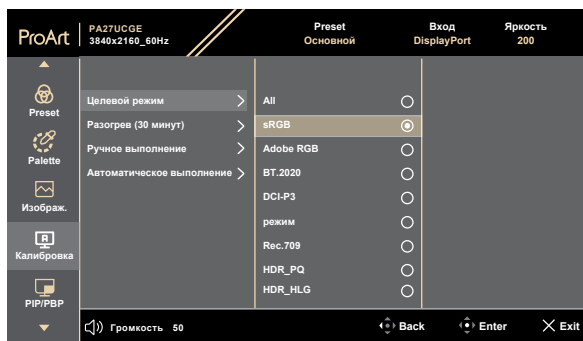 ProArt
PA27UCGE
3840x2160_60Hz
Preset
Основной
Вход
DisplayPort
Яркость
200
Preset
Palette
Изображ.
Калибровка
PIP/PBP
Целевой режим
Разогрев (30 минут)
Ручное выполнение
Автоматическое выполнение
All
sRGB
Adobe RGB
BT.2020
DCI-P3
режим
Rec.709
HDR_PQ
HDR_HLG
Громкость 50
Back
Enter
Exit